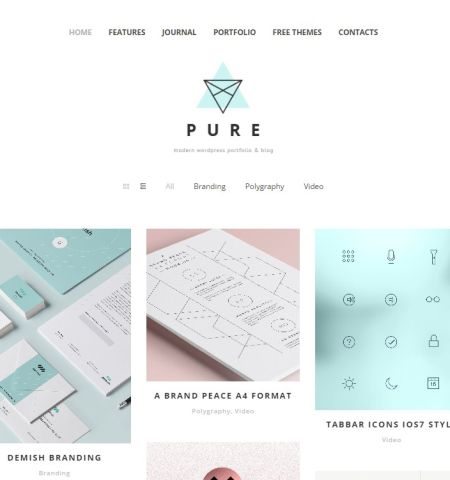 HOME FEATURES JOURNAL PORTFOLIO FREE THEMES CONTACTS
PURE
modern wordpress portfolio & blog
All Branding Polygraphy Video
A BRAND PEACE A4 FORMAT
Polygraphy, Video
16
TABBAR ICONS IOS7 STYL
Video
DEMISH BRANDING
Branding